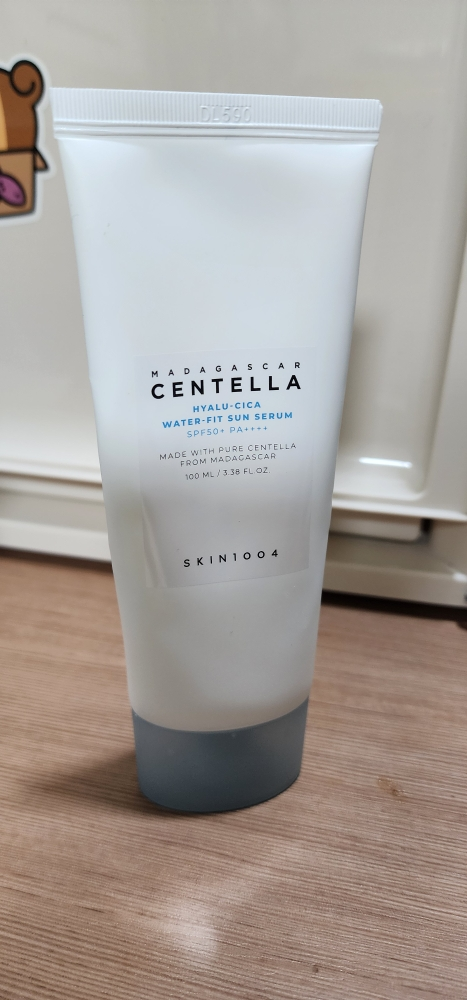 DL590
MADAGASCAR
CENTELLA
HYALU-CICA
WATER-FIT SUN SERUM
SPF50+ PA++++
MADE WITH PURE CENTELLA
FROM MADAGASCAR
100 ML / 3.38 FL.OZ.
SKIN1004